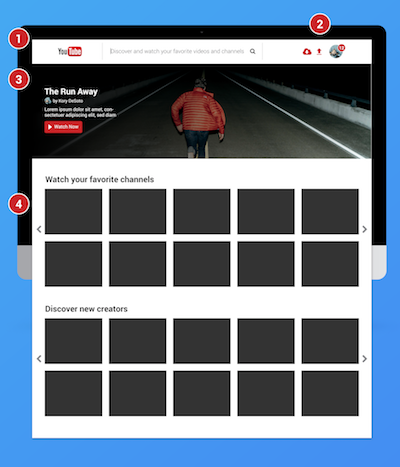 1
2
3
4
YouTube
Discover and watch your favorite videos and channels
12
The Run Away
by Kory DeSoto
Lorem ipsum dolor sit amet, con-
sectetuer adipiscing elit, sed diam
Watch Now
Watch your favorite channels
Discover new creators